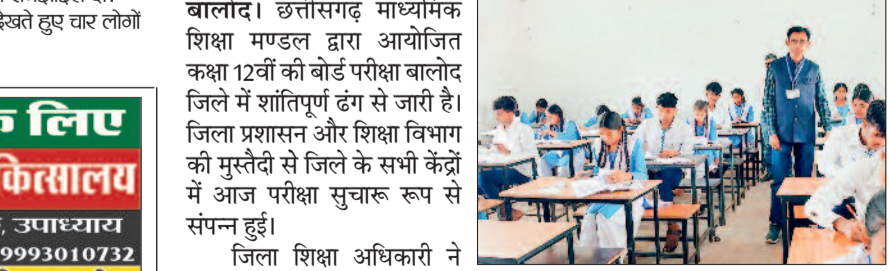 देखते हुए चार लोगों
के लिए
कित्सालय
उपाध्याय
9993010732
बालोद। छत्तीसगढ़ माध्यमिक
शिक्षा मण्डल द्वारा आयोजित
कक्षा 12वीं की बोर्ड परीक्षा बालोद
जिले में शांतिपूर्ण ढंग से जारी है।
जिला प्रशासन और शिक्षा विभाग
की मुस्तैदी से जिले के सभी केंद्रों
में आज परीक्षा सुचारू रूप से
संपन्न हुई।
जिला शिक्षा अधिकारी ने